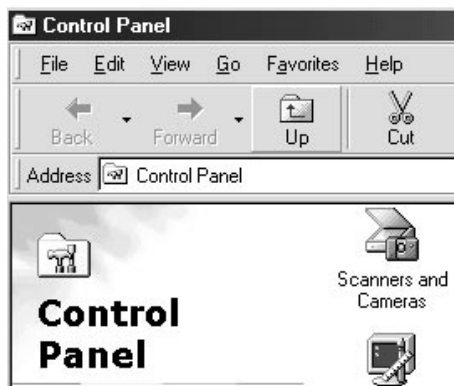 Control Panel
File Edit View Go Favorites Help
Back Forward Up Cut
Address Control Panel
Control
Panel
Scanners and
Cameras